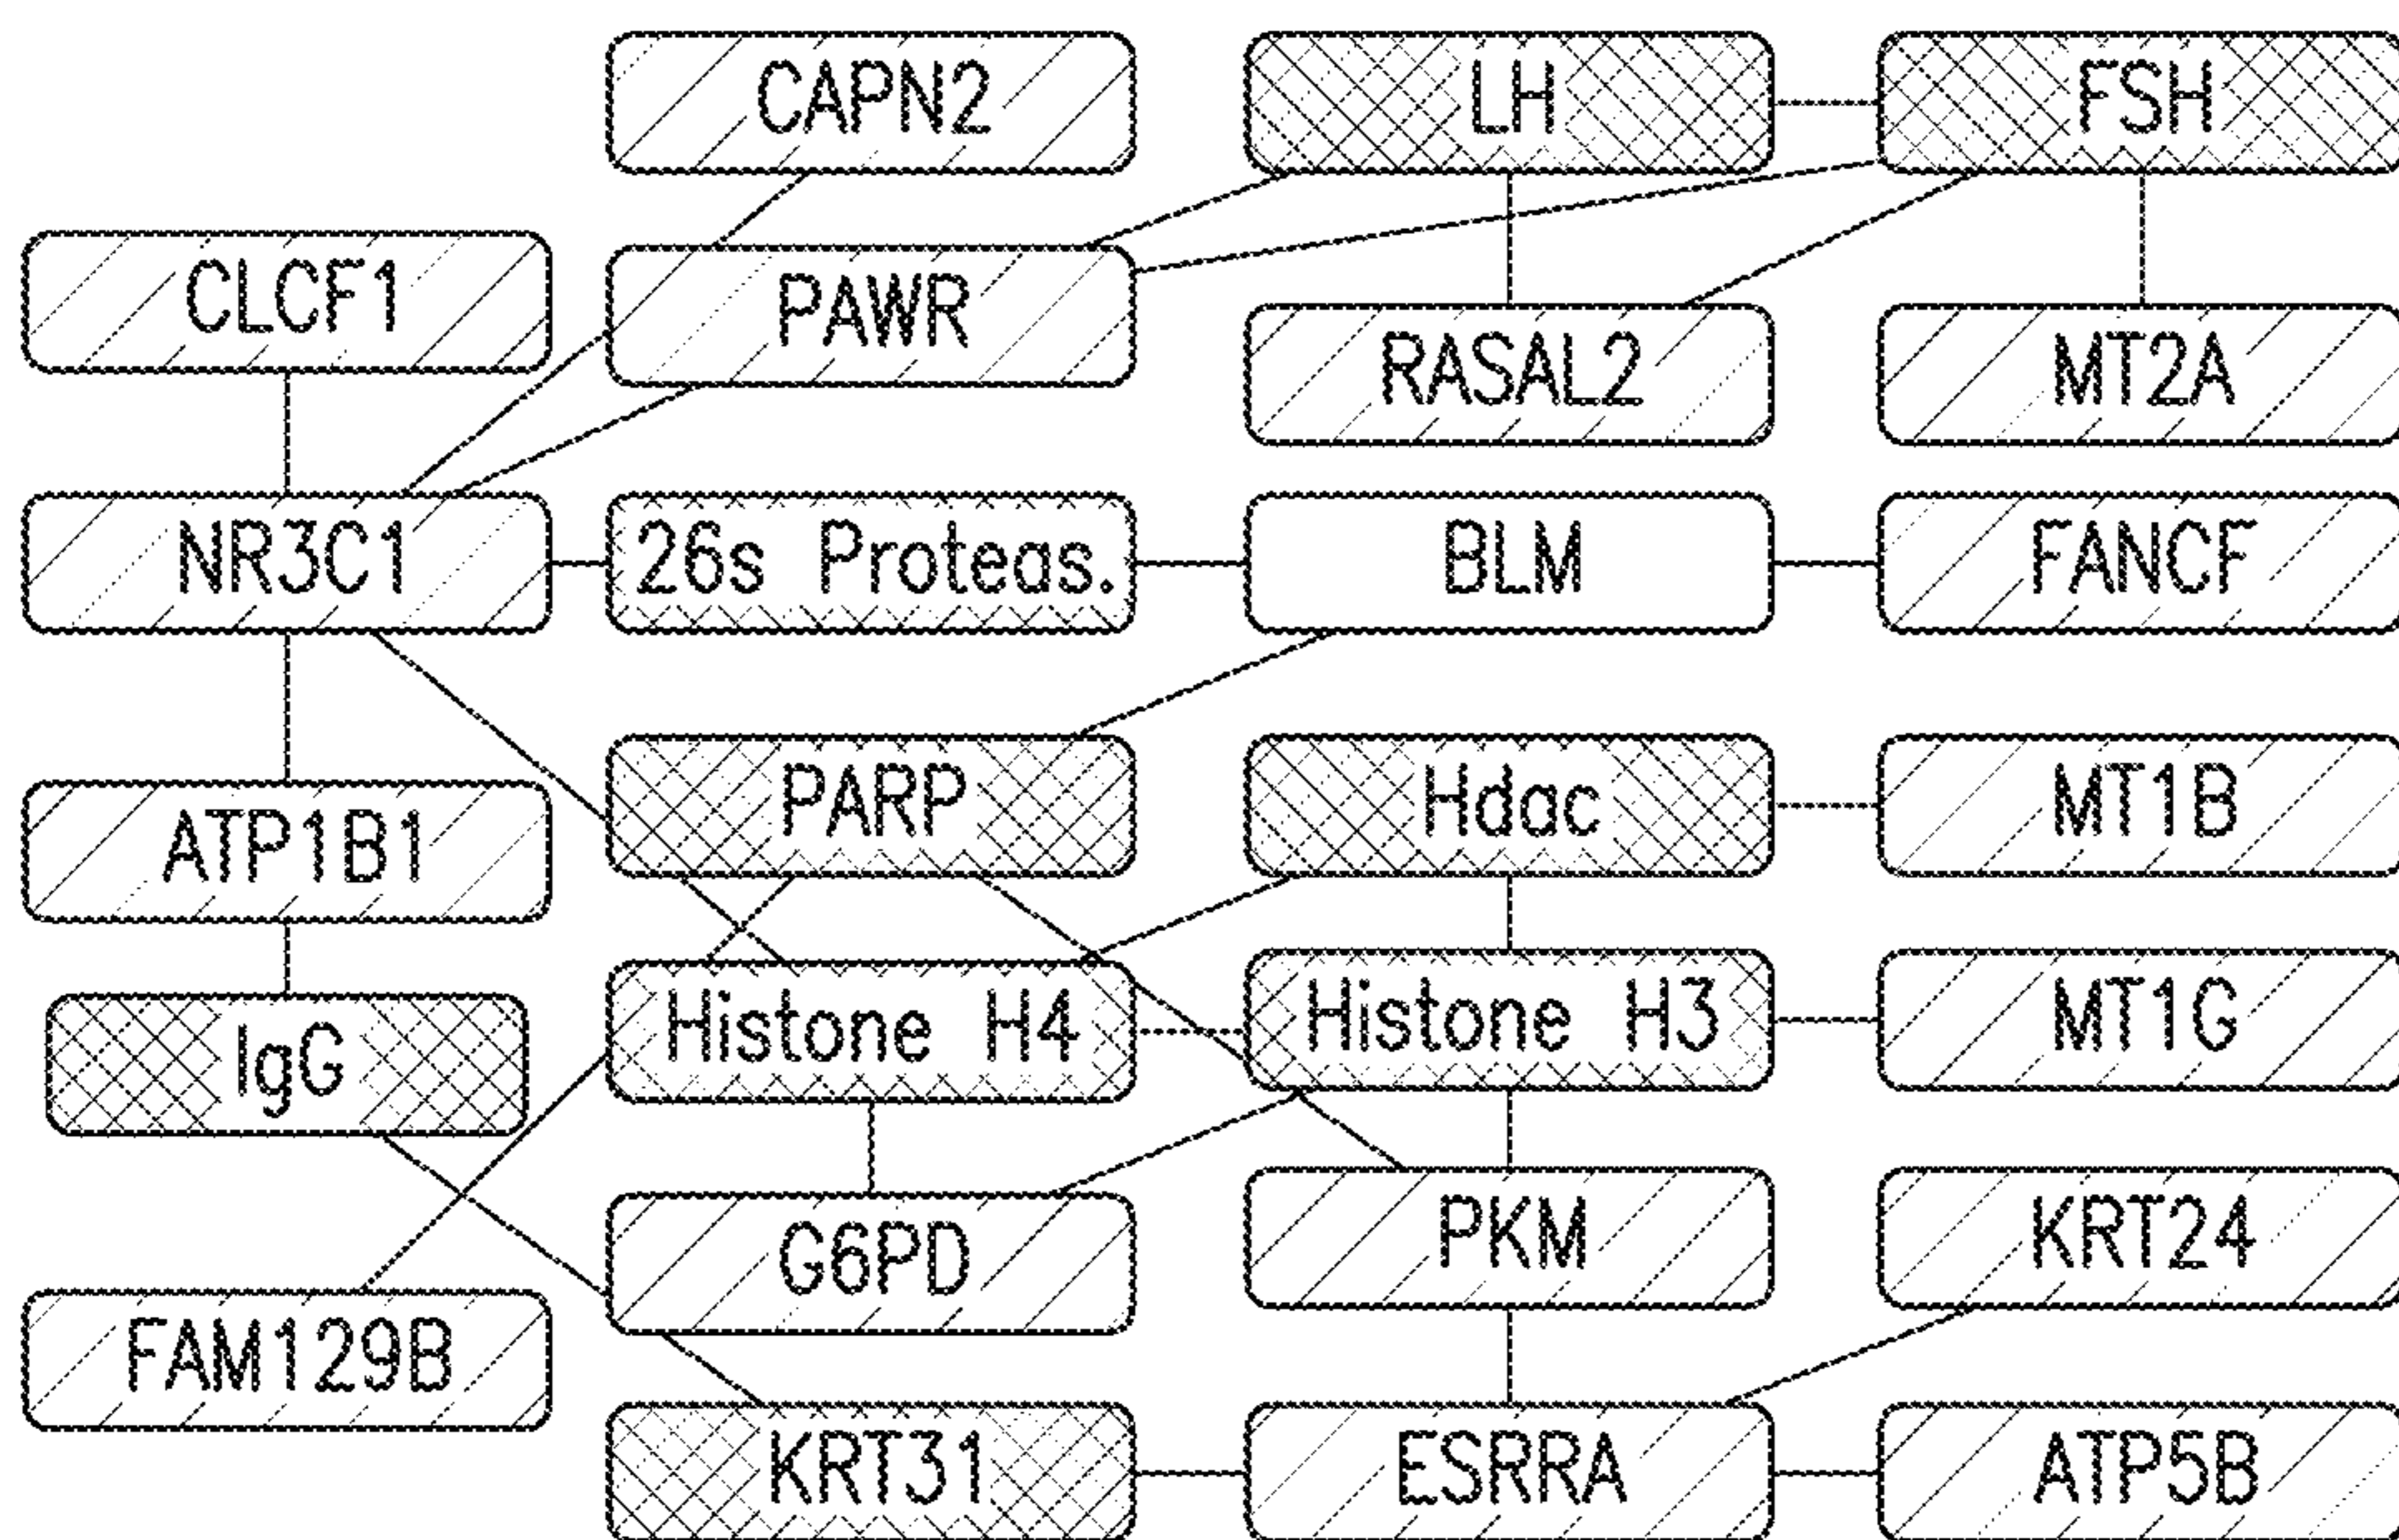 CAPN2
LH
FSH
CLCF1
PAWR
RASAL2
MT2A
NR3C1
26s Proteas.
BLM
FANCF
PARP
Hdac
MT1B
ATP1B1
Histone H4
Histone H3
MT1G
IgG
G6PD
PKM
KRT24
FAM129B
KRT31
ESRRA
ATP5B